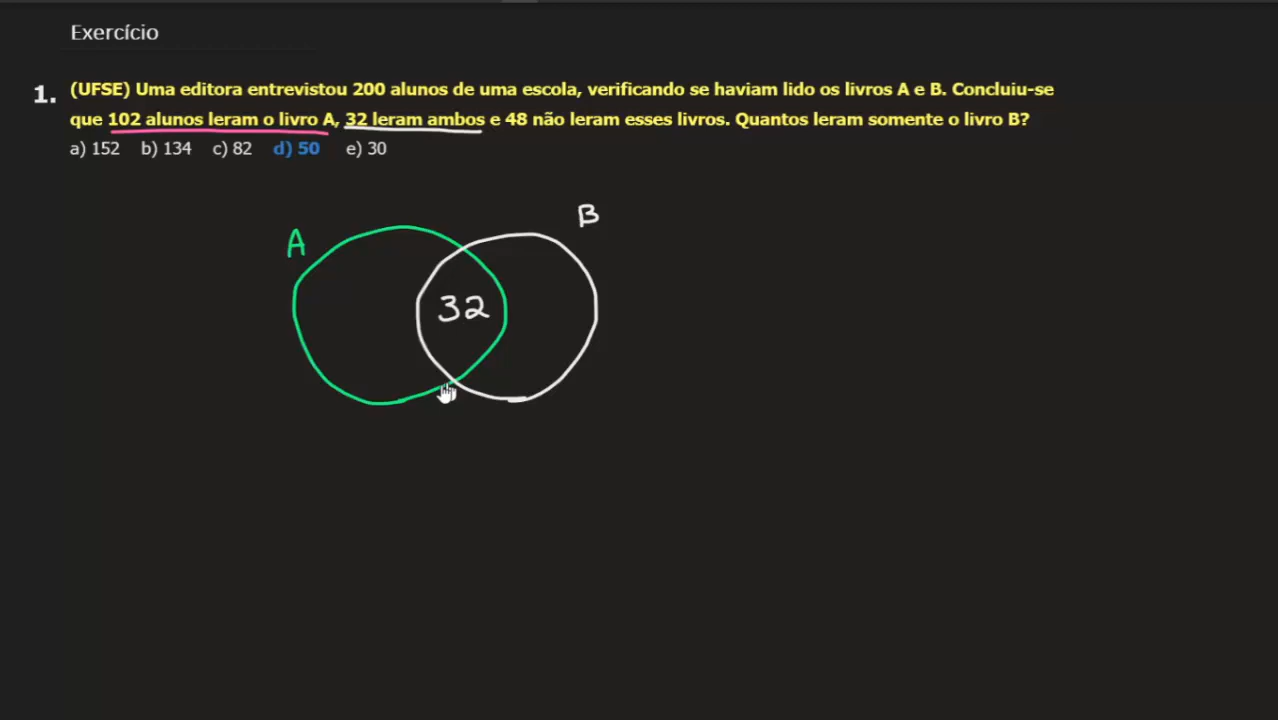 Exercício
1. (UFSE) Uma editora entrevistou 200 alunos de uma escola, verificando se haviam lido os livros A e B. Concluiu-se
que 102 alunos leram o livro A, 32 leram ambos e 48 não leram esses livros. Quantos leram somente o livro B?
a) 152 b) 134 c) 82 d) 50 e) 30
B
A
32